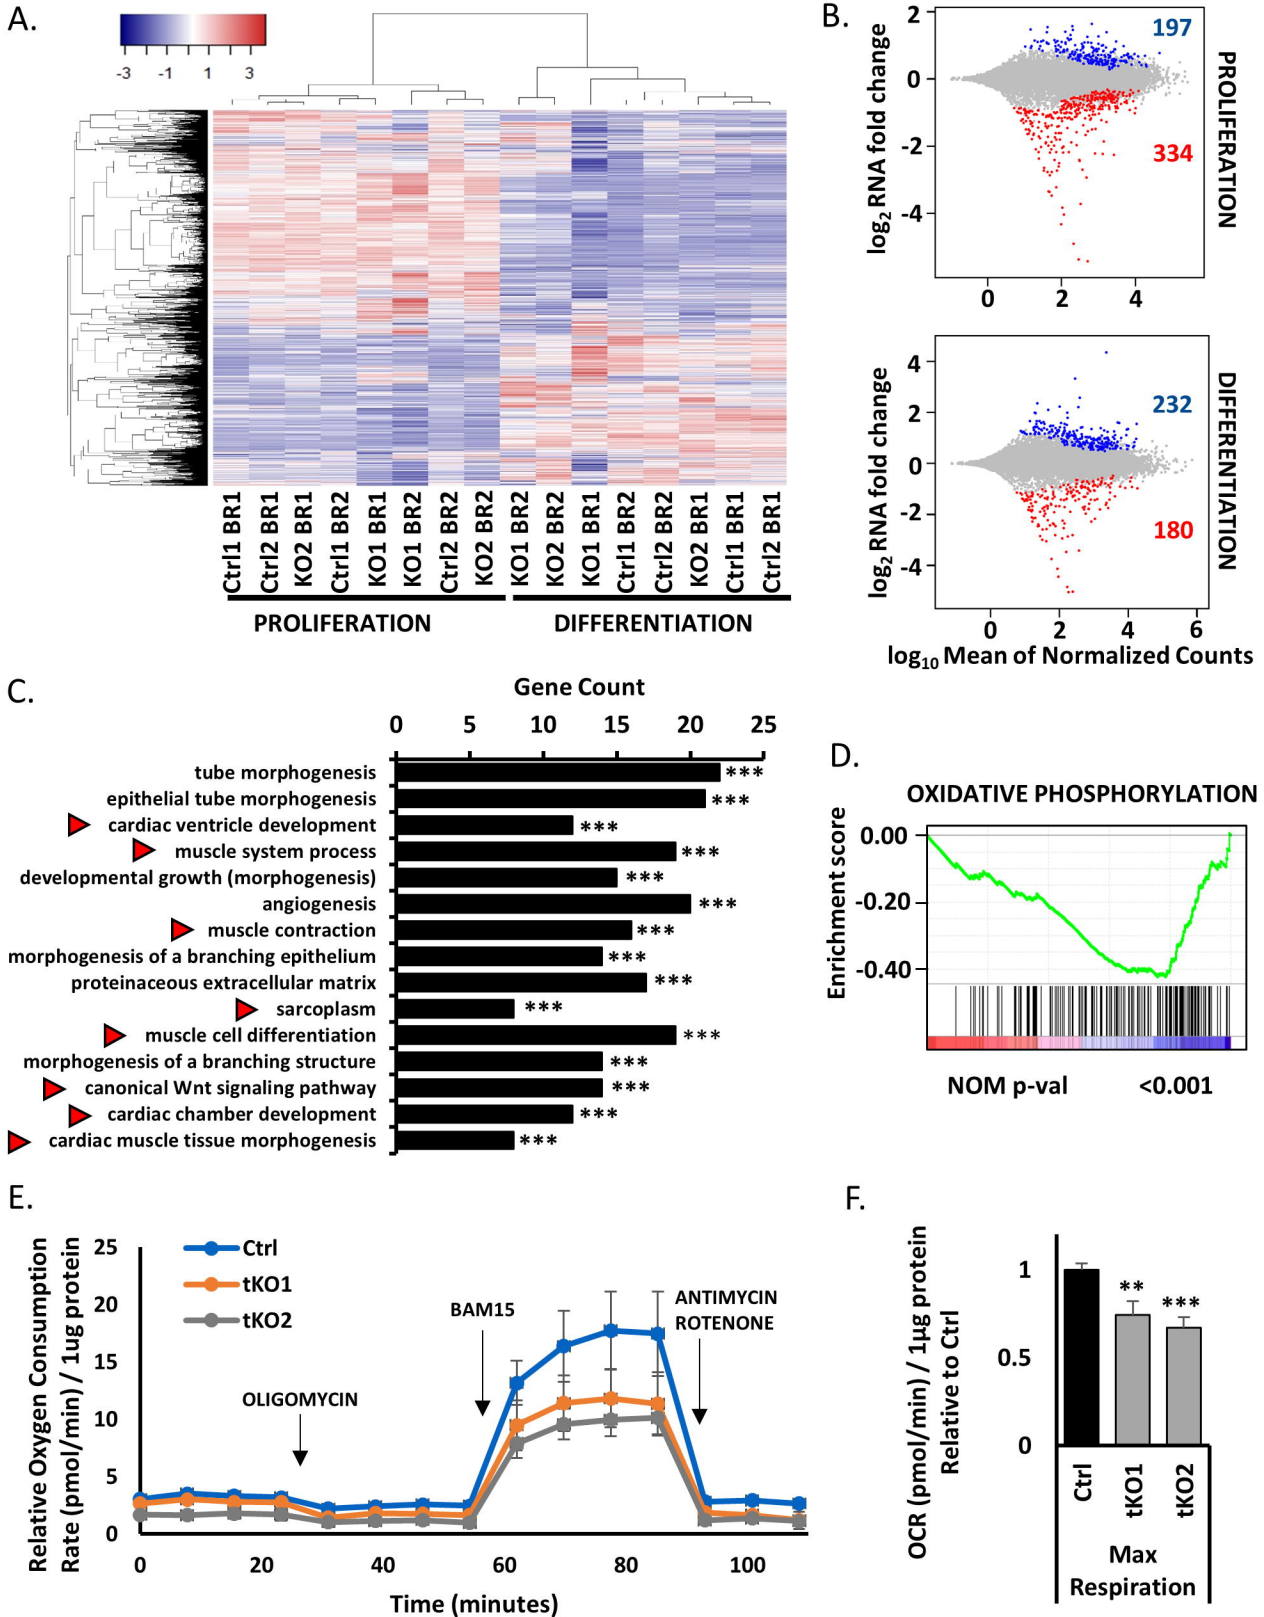 A.
-3 -1 1 3
Ctrl1 BR1
Ctrl2 BR1
KO2 BR1
Ctrl1 BR2
KO1 BR1
KO1 BR2
Ctrl2 BR2
KO2 BR2
KO1 BR2
KO2 BR2
KO1 BR1
Ctrl1 BR2
Ctrl2 BR2
KO2 BR1
Ctrl1 BR1
Ctrl2 BR1
PROLIFERATION
DIFFERENTIATION
B.
log2 RNA fold change
2
0
-2
-4
197
334
0 2 4
PROLIFERATION
log2 RNA fold change
4
2
0
-2
-4
232
180
0 2 4 6
DIFFERENTIATION
log10 Mean of Normalized Counts
C.
Gene Count
0 5 10 15 20 25
tube morphogenesis ***
epithelial tube morphogenesis ***
cardiac ventricle development ***
muscle system process ***
developmental growth (morphogenesis) ***
angiogenesis ***
muscle contraction ***
morphogenesis of a branching epithelium ***
proteinaceous extracellular matrix ***
sarcoplasm ***
muscle cell differentiation ***
morphogenesis of a branching structure ***
canonical Wnt signaling pathway ***
cardiac chamber development ***
cardiac muscle tissue morphogenesis ***
D.
OXIDATIVE PHOSPHORYLATION
Enrichment score
0.00
-0.20
-0.40
NOM p-val <0.001
E.
Relative Oxygen Consumption
Rate (pmol/min) / 1ug protein
25
20
15
10
5
0
Ctrl
tKO1
tKO2
OLIGOMYCIN
BAM15
ANTIMYCIN
ROTENONE
0 20 40 60 80 100
Time (minutes)
F.
OCR (pmol/min) / 1µg protein
Relative to Ctrl
1
0.5
0
**
***
Ctrl
tKO1
tKO2
Max
Respiration